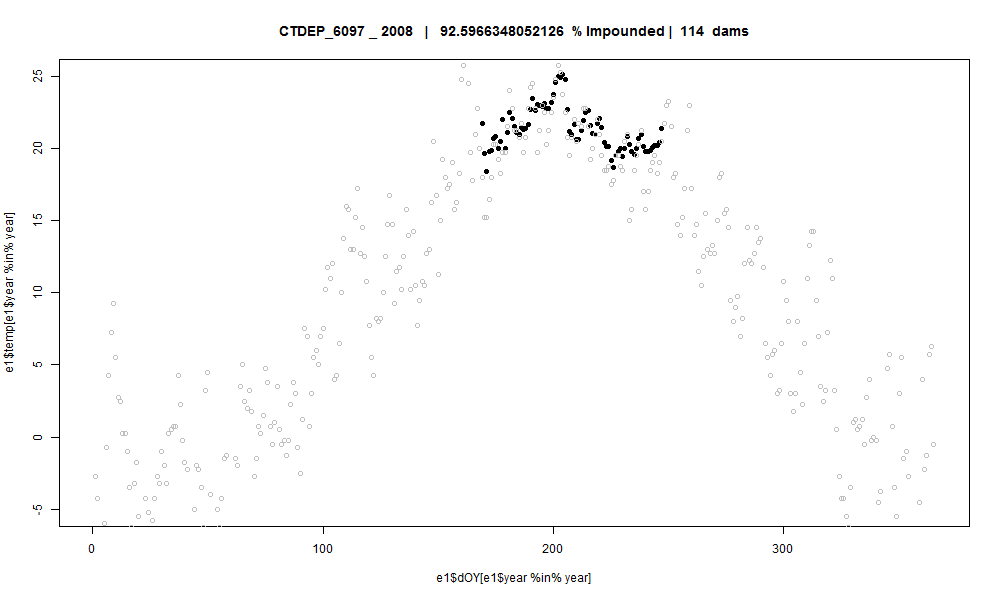 CTDEP_6097 _ 2008 | 92.5966348052126 % Impounded | 114 dams
25
20
15
10
5
0
-5
e1$temp[e1$year %in% year]
0 100 200 300
e1$dOY[e1$year %in% year]